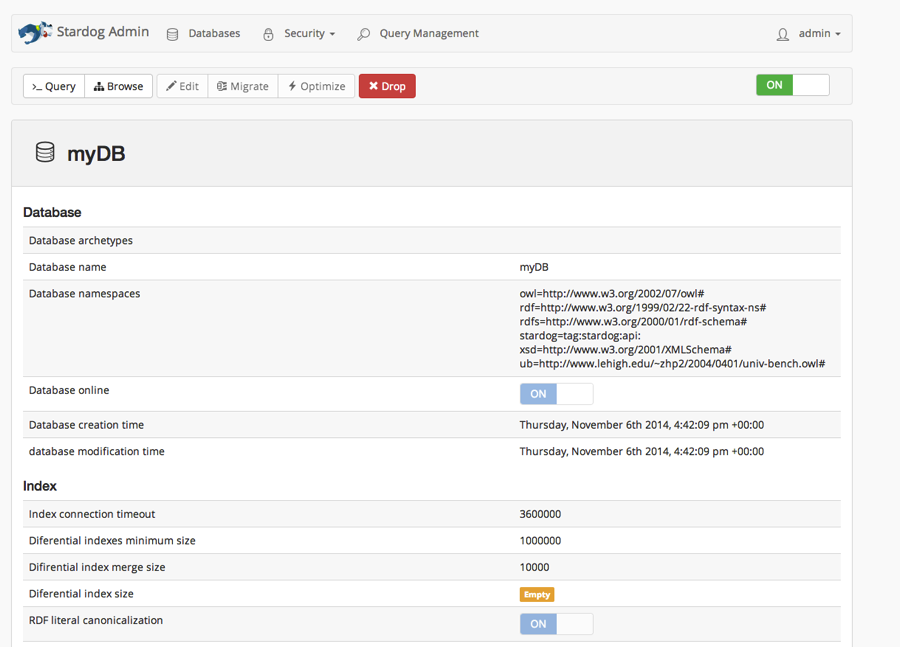 Stardog Admin Databases Security Query Management admin
>_ Query Browse Edit Migrate Optimize Drop ON
myDB
Database
Database archetypes
Database name myDB
Database namespaces owl=http://www.w3.org/2002/07/owl#
rdf=http://www.w3.org/1999/02/22-rdf-syntax-ns#
rdfs=http://www.w3.org/2000/01/rdf-schema#
stardog=tag:stardog:api:
xsd=http://www.w3.org/2001/XMLSchema#
ub=http://www.lehigh.edu/~zhp2/2004/0401/univ-bench.owl#
Database online ON
Database creation time Thursday, November 6th 2014, 4:42:09 pm +00:00
database modification time Thursday, November 6th 2014, 4:42:09 pm +00:00
Index
Index connection timeout 3600000
Diferential indexes minimum size 1000000
Difirential index merge size 10000
Diferential index size Empty
RDF literal canonicalization ON